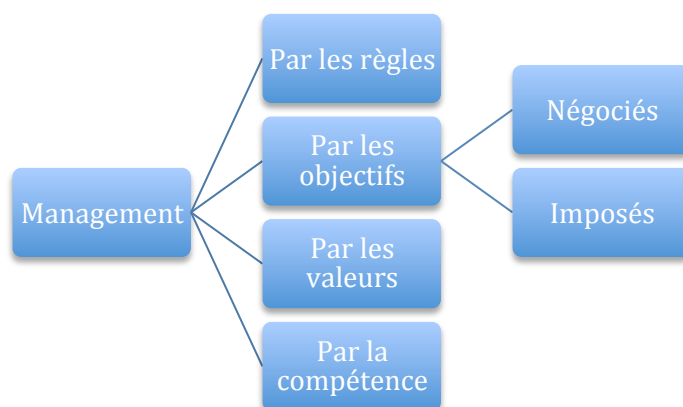 Management
Par les règles
Par les
objectifs
Négociés
Imposés
Par les
valeurs
Par la
compétence